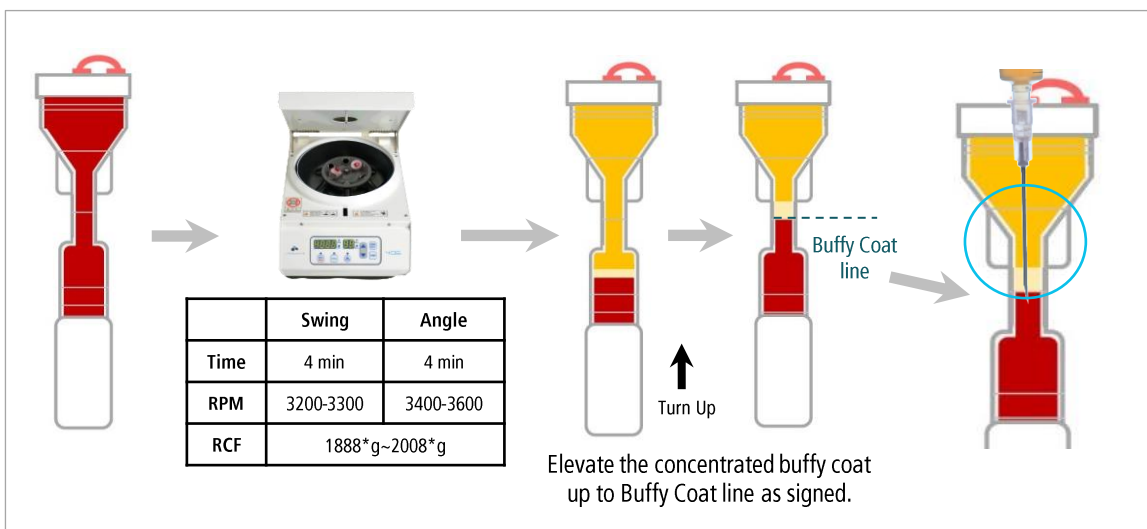 Swing Angle
Time 4 min 4 min
RPM 3200-3300 3400-3600
RCF 1888*g~2008*g
Turn Up
Elevate the concentrated buffy coat
up to Buffy Coat line as signed.
Buffy Coat
line